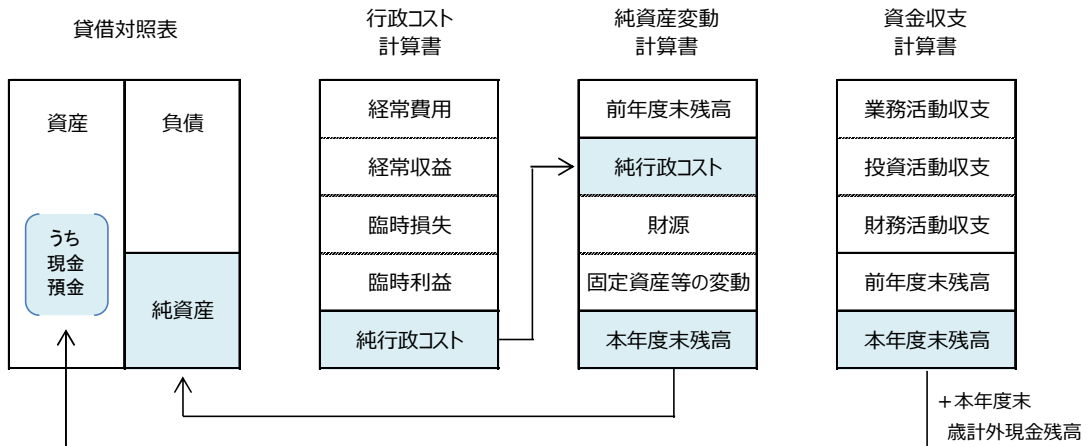 貸借対照表
行政コスト
計算書
純資産変動
計算書
資金収支
計算書
資産
負債
うち
現金
預金
純資産
経常費用
経常収益
臨時損失
臨時利益
純行政コスト
前年度末残高
純行政コスト
財源
固定資産等の変動
本年度末残高
業務活動収支
投資活動収支
財務活動収支
前年度末残高
本年度末残高
+本年度末
歳計外現金残高